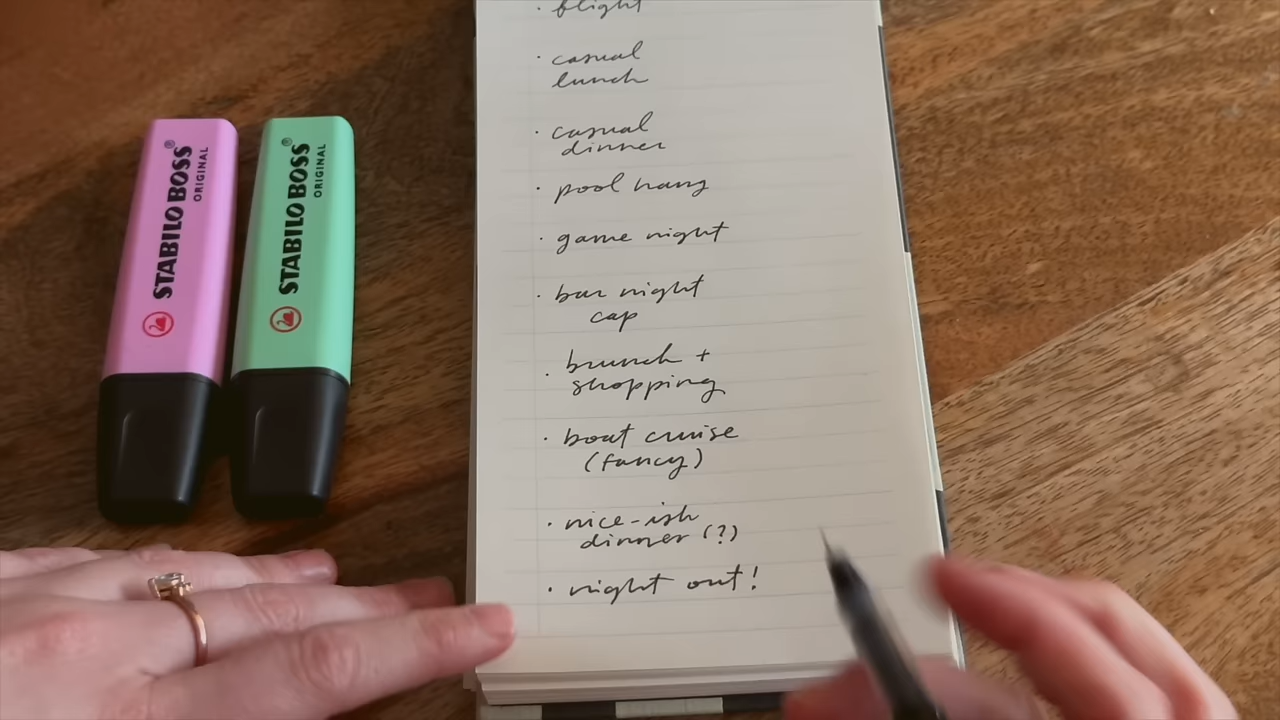 · flight
· casual
lunch
· casual
dinner
· pool hang
· game night
· bar night
cap
· brunch +
shopping
· boat cruise
(fancy)
· nice-ish
dinner (?)
· night out!
STABILO BOSS®
ORIGINAL
STABILO BOSS®
ORIGINAL